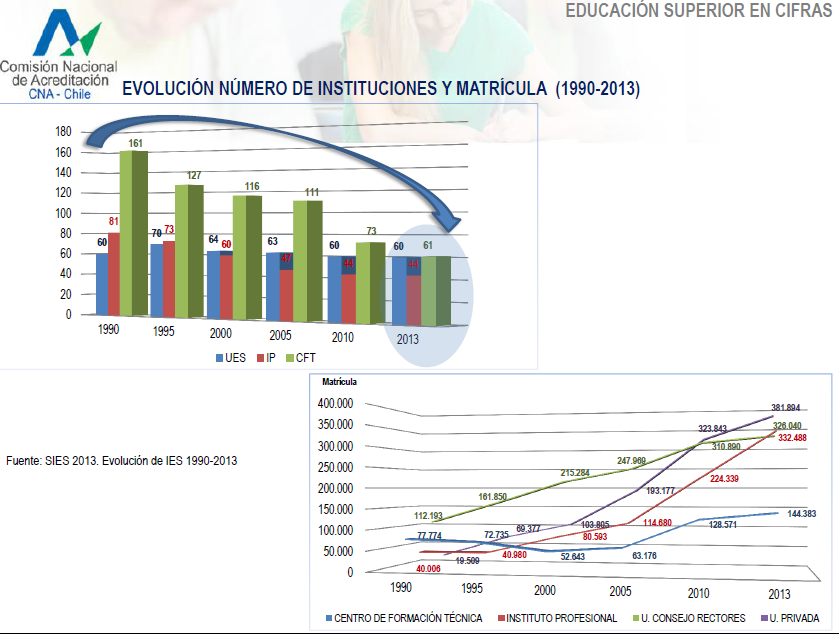 EDUCACIÓN SUPERIOR EN CIFRAS
Comisión Nacional
de Acreditación
CNA - Chile
EVOLUCIÓN NÚMERO DE INSTITUCIONES Y MATRÍCULA (1990-2013)
180
160
140
120
100
80
60
40
20
0
60 81 161
70 73 127
64 60 116
63 47 111
60 44 73
60 44 61
1990 1995 2000 2005 2010 2013
UES IP CFT
Fuente: SIES 2013. Evolución de IES 1990-2013
Matrícula
400.000
350.000
300.000
250.000
200.000
150.000
100.000
50.000
0
77.774 72.735 52.643 63.176 128.571 144.383
40.006 40.980 80.593 114.680 224.339 332.488
112.193 161.850 215.284 247.969 310.890 326.040
19.509 69.377 103.805 193.177 323.843 381.894
1990 1995 2000 2005 2010 2013
CENTRO DE FORMACIÓN TÉCNICA INSTITUTO PROFESIONAL U. CONSEJO RECTORES U. PRIVADA